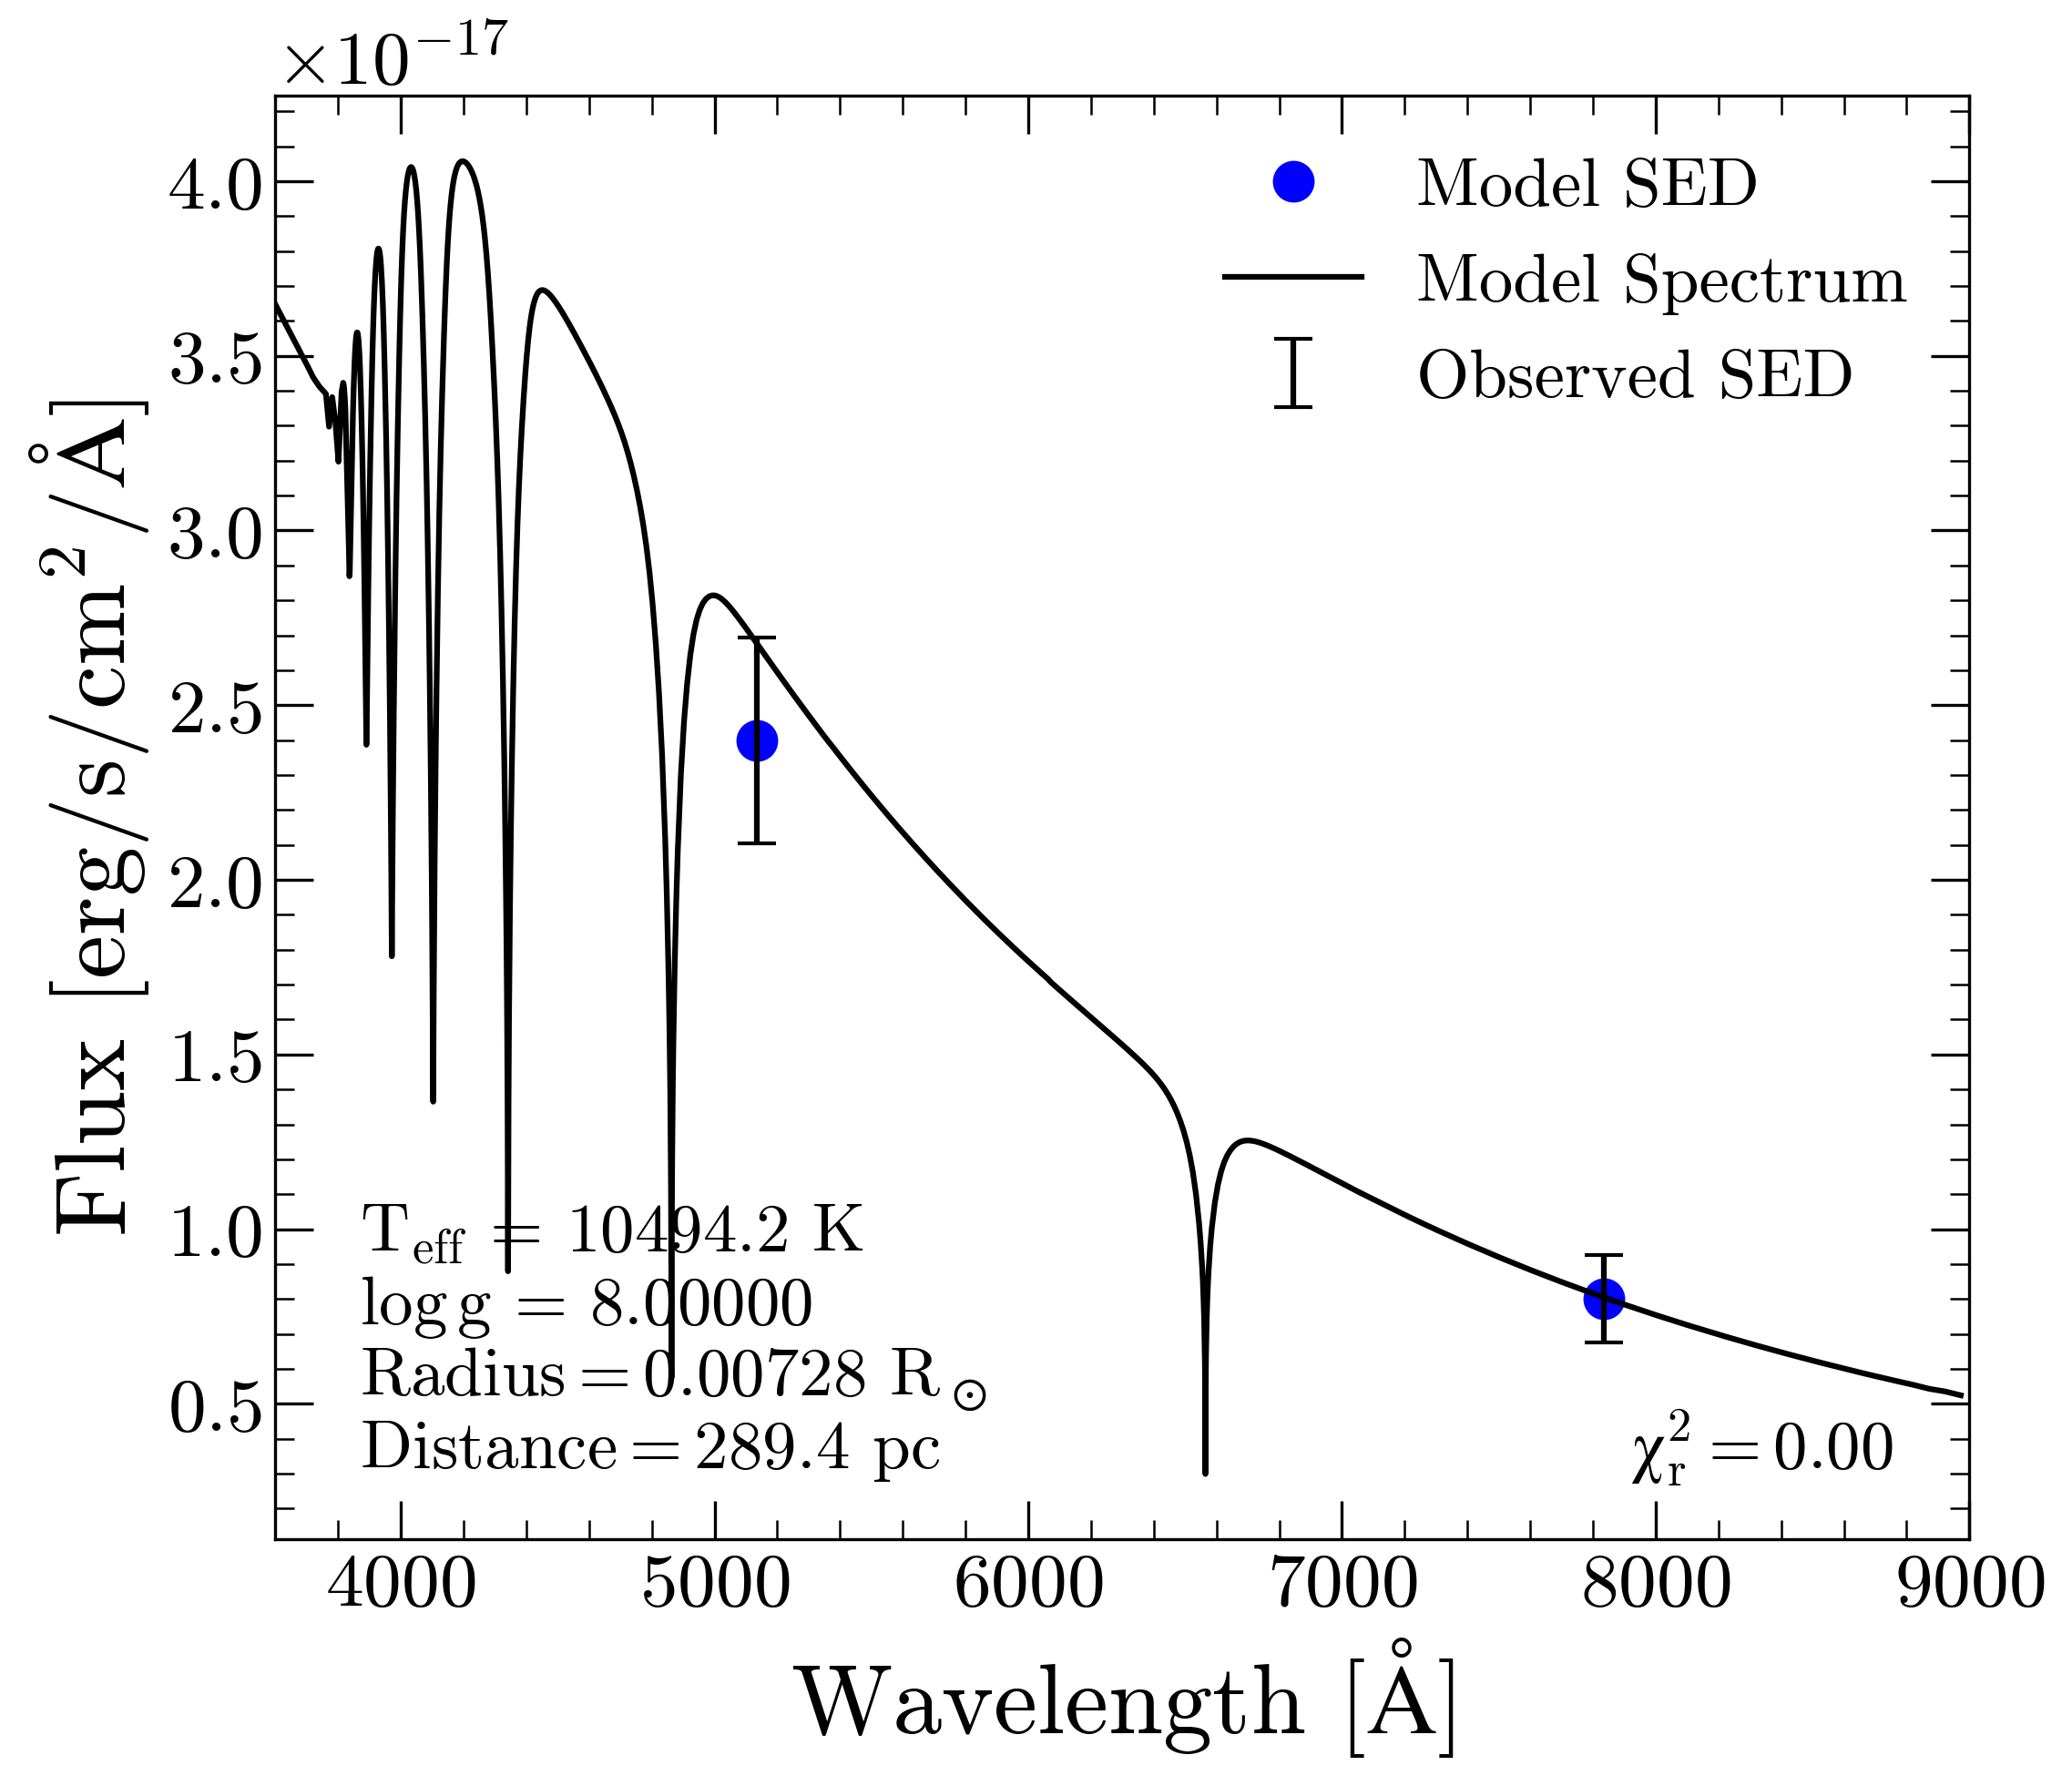 ×10⁻¹⁷
Model SED
Model Spectrum
Observed SED
4.0
3.5
3.0
2.5
2.0
1.5
1.0
0.5
Flux [erg/s/cm²/Å]
T_eff = 10494.2 K
log g = 8.00000
Radius = 0.00728 R_⊙
Distance = 289.4 pc
χ²_r = 0.00
4000 5000 6000 7000 8000 9000
Wavelength [Å]